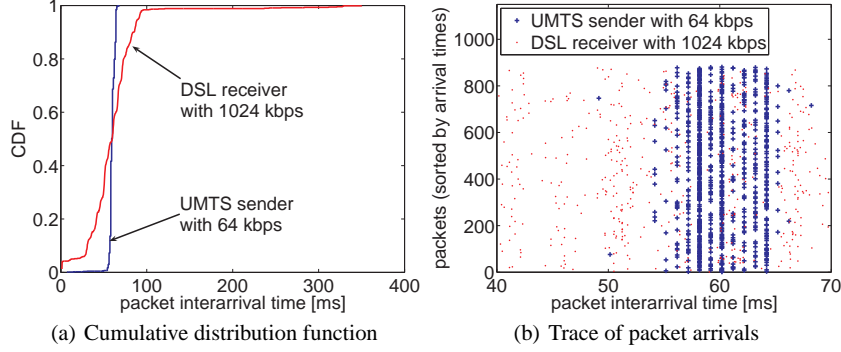 1
0.8
0.6
0.4
0.2
0
CDF
0 100 200 300 400
packet interarrival time [ms]
DSL receiver
with 1024 kbps
UMTS sender
with 64 kbps
(a) Cumulative distribution function
1000
800
600
400
200
0
packets (sorted by arrival times)
UMTS sender with 64 kbps
DSL receiver with 1024 kbps
40 50 60 70
packet interarrival time [ms]
(b) Trace of packet arrivals